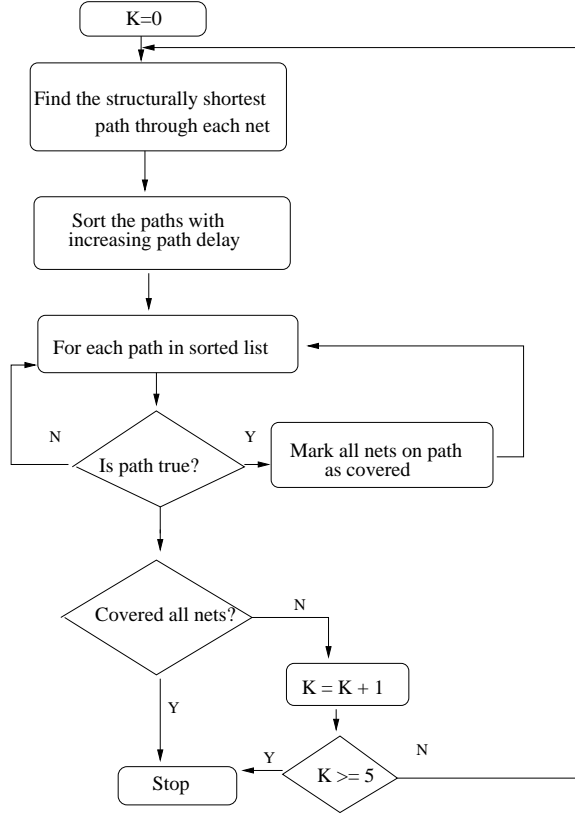 K=0
Find the structurally shortest
path through each net
Sort the paths with
increasing path delay
For each path in sorted list
N
Y
Is path true?
Mark all nets on path
as covered
Covered all nets?
N
K = K + 1
Y
Y
N
K >= 5
Stop